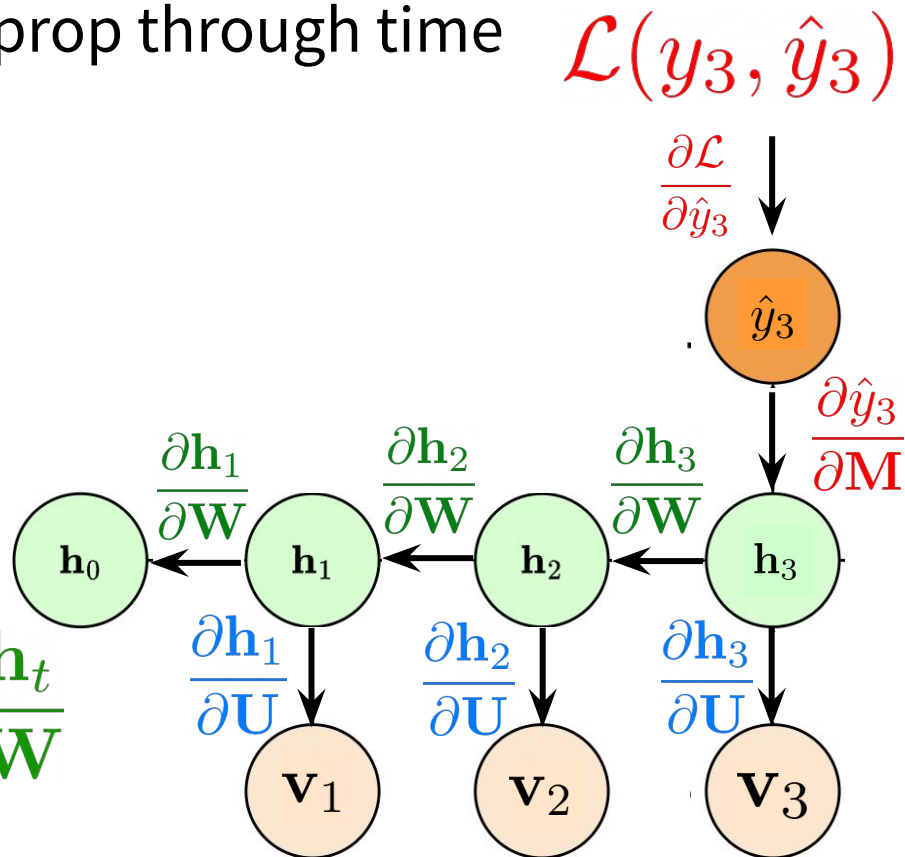 prop through time
ℒ(y₃, ŷ₃)
∂ℒ/∂ŷ₃
ŷ₃
∂ŷ₃/∂M
∂h₁/∂W ∂h₂/∂W ∂h₃/∂W
h₀ h₁ h₂ h₃
∂h₁/∂U ∂h₂/∂U ∂h₃/∂U
hₜ
W
v₁ v₂ v₃